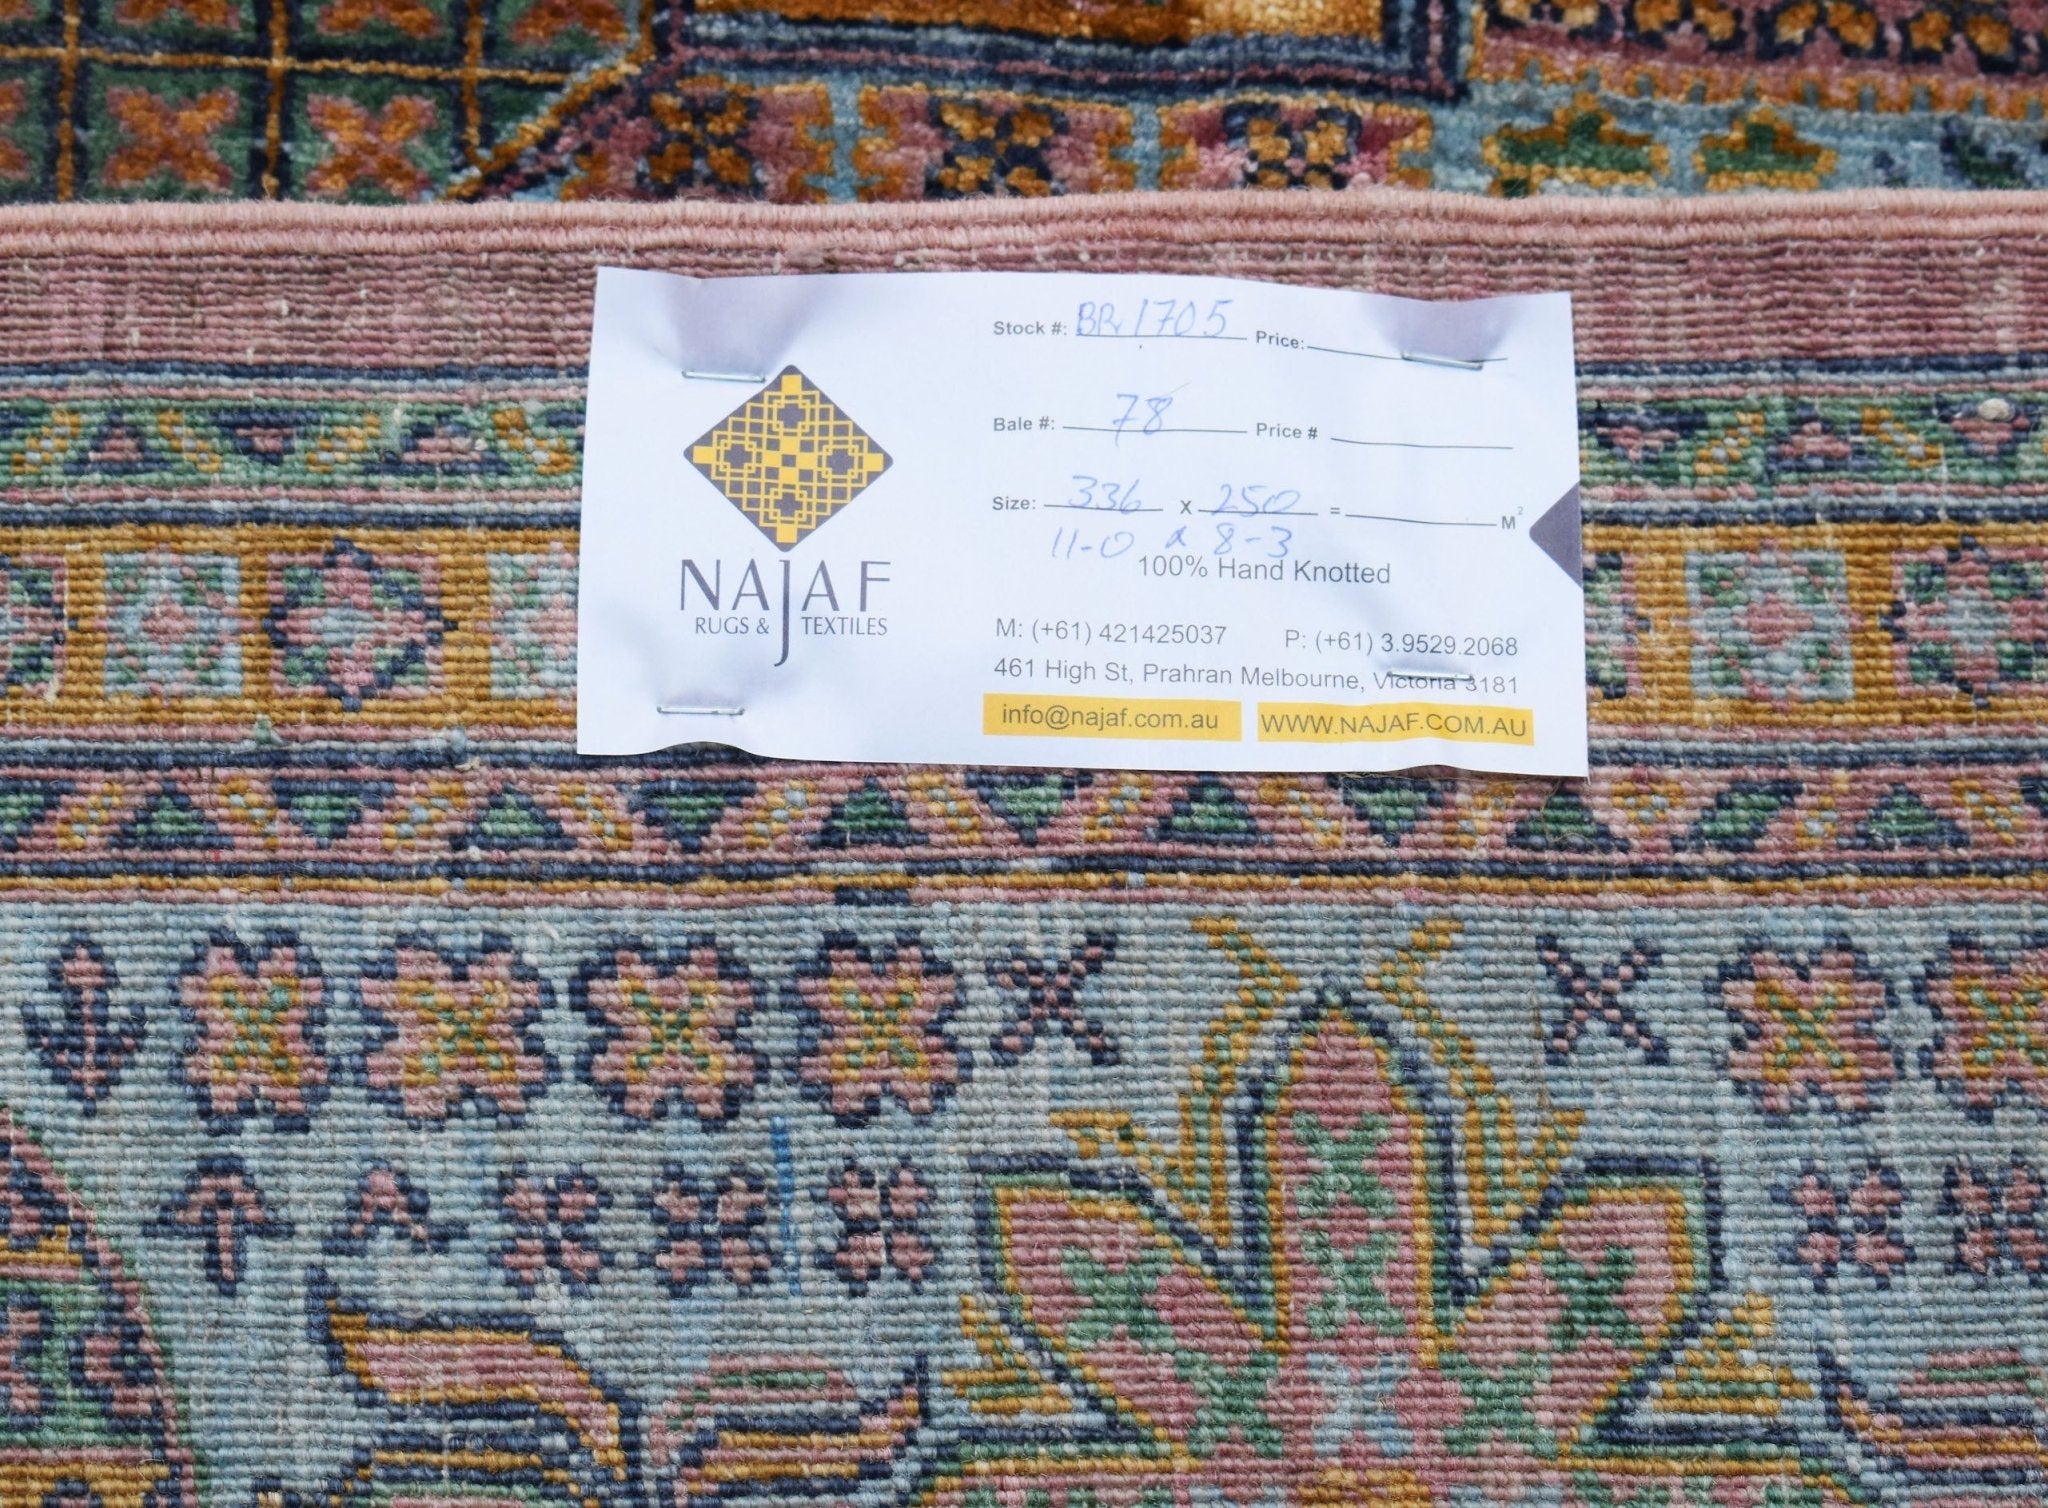 Stock #: BR 1705 Price:
Bale #: 78 Price #
Size: 336 x 250 = M²
11-0 x 8-3
100% Hand Knotted
NAJAF
RUGS & TEXTILES
M: (+61) 421425037 P: (+61) 3.9529.2068
461 High St, Prahran Melbourne, Victoria 3181
info@najaf.com.au WWW.NAJAF.COM.AU